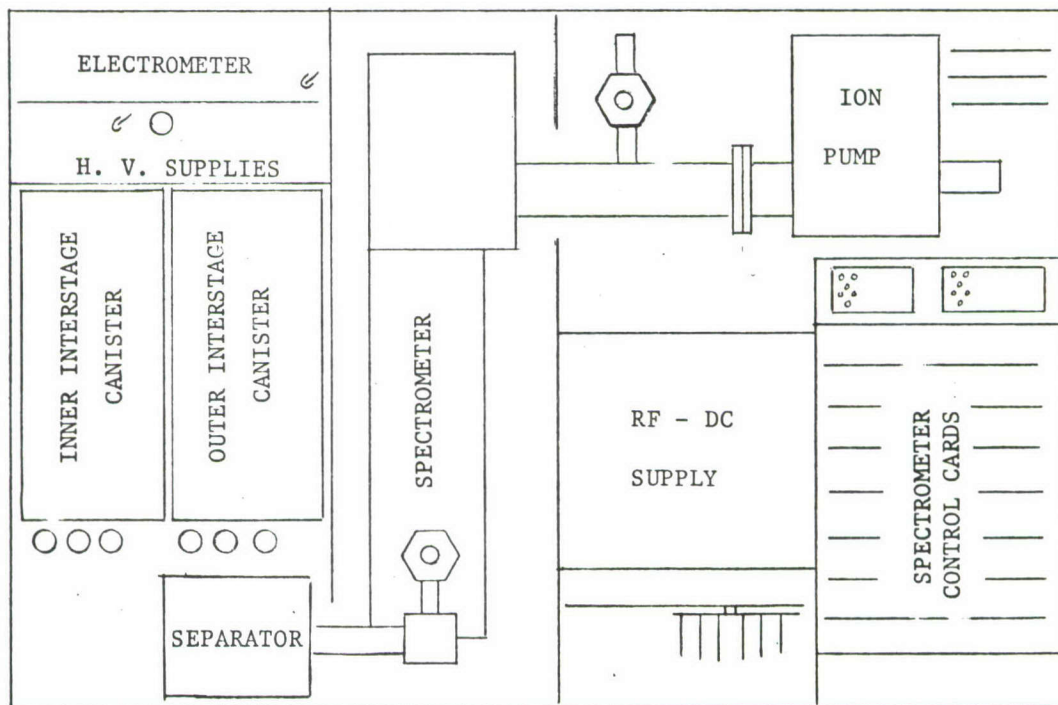 ELECTROMETER
H. V. SUPPLIES
INNER INTERSTAGE
CANISTER
OUTER INTERSTAGE
CANISTER
SEPARATOR
SPECTROMETER
ION
PUMP
RF - DC
SUPPLY
SPECTROMETER
CONTROL CARDS